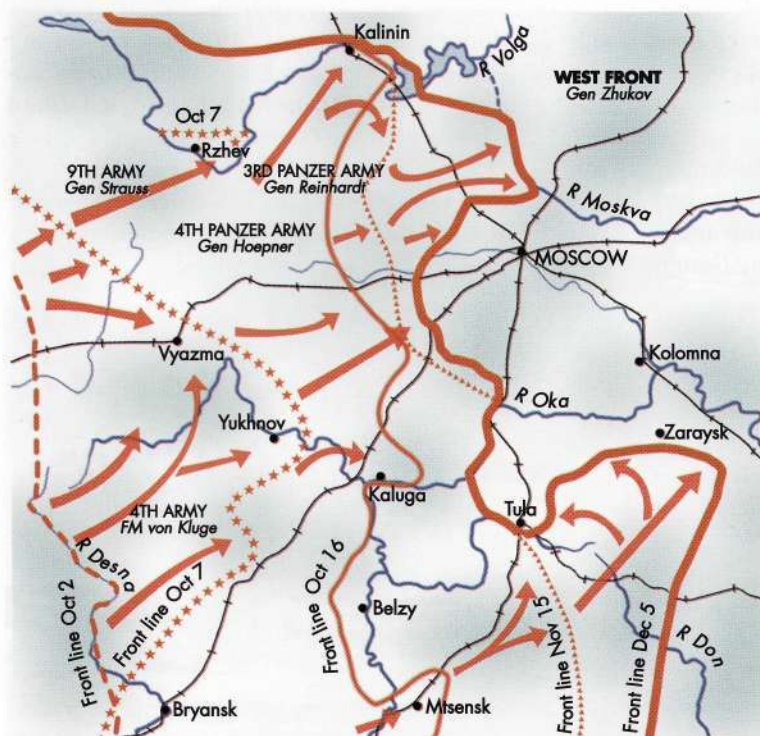 Kalinin
R Volga
WEST FRONT
Gen Zhukov
Oct 7
Rzhev
9TH ARMY
Gen Strauss
3RD PANZER ARMY
Gen Reinhardt
R Moskva
4TH PANZER ARMY
Gen Hoepner
MOSCOW
Vyazma
Kolomna
R Oka
Yukhnov
Zaraysk
Kaluga
4TH ARMY
FM von Kluge
Tula
R Desna
Front line Oct 2
Front line Oct 7
Front line Oct 16
Belzy
Front line Nov 15
Front line Dec 5
R Don
Bryansk
Mtsensk